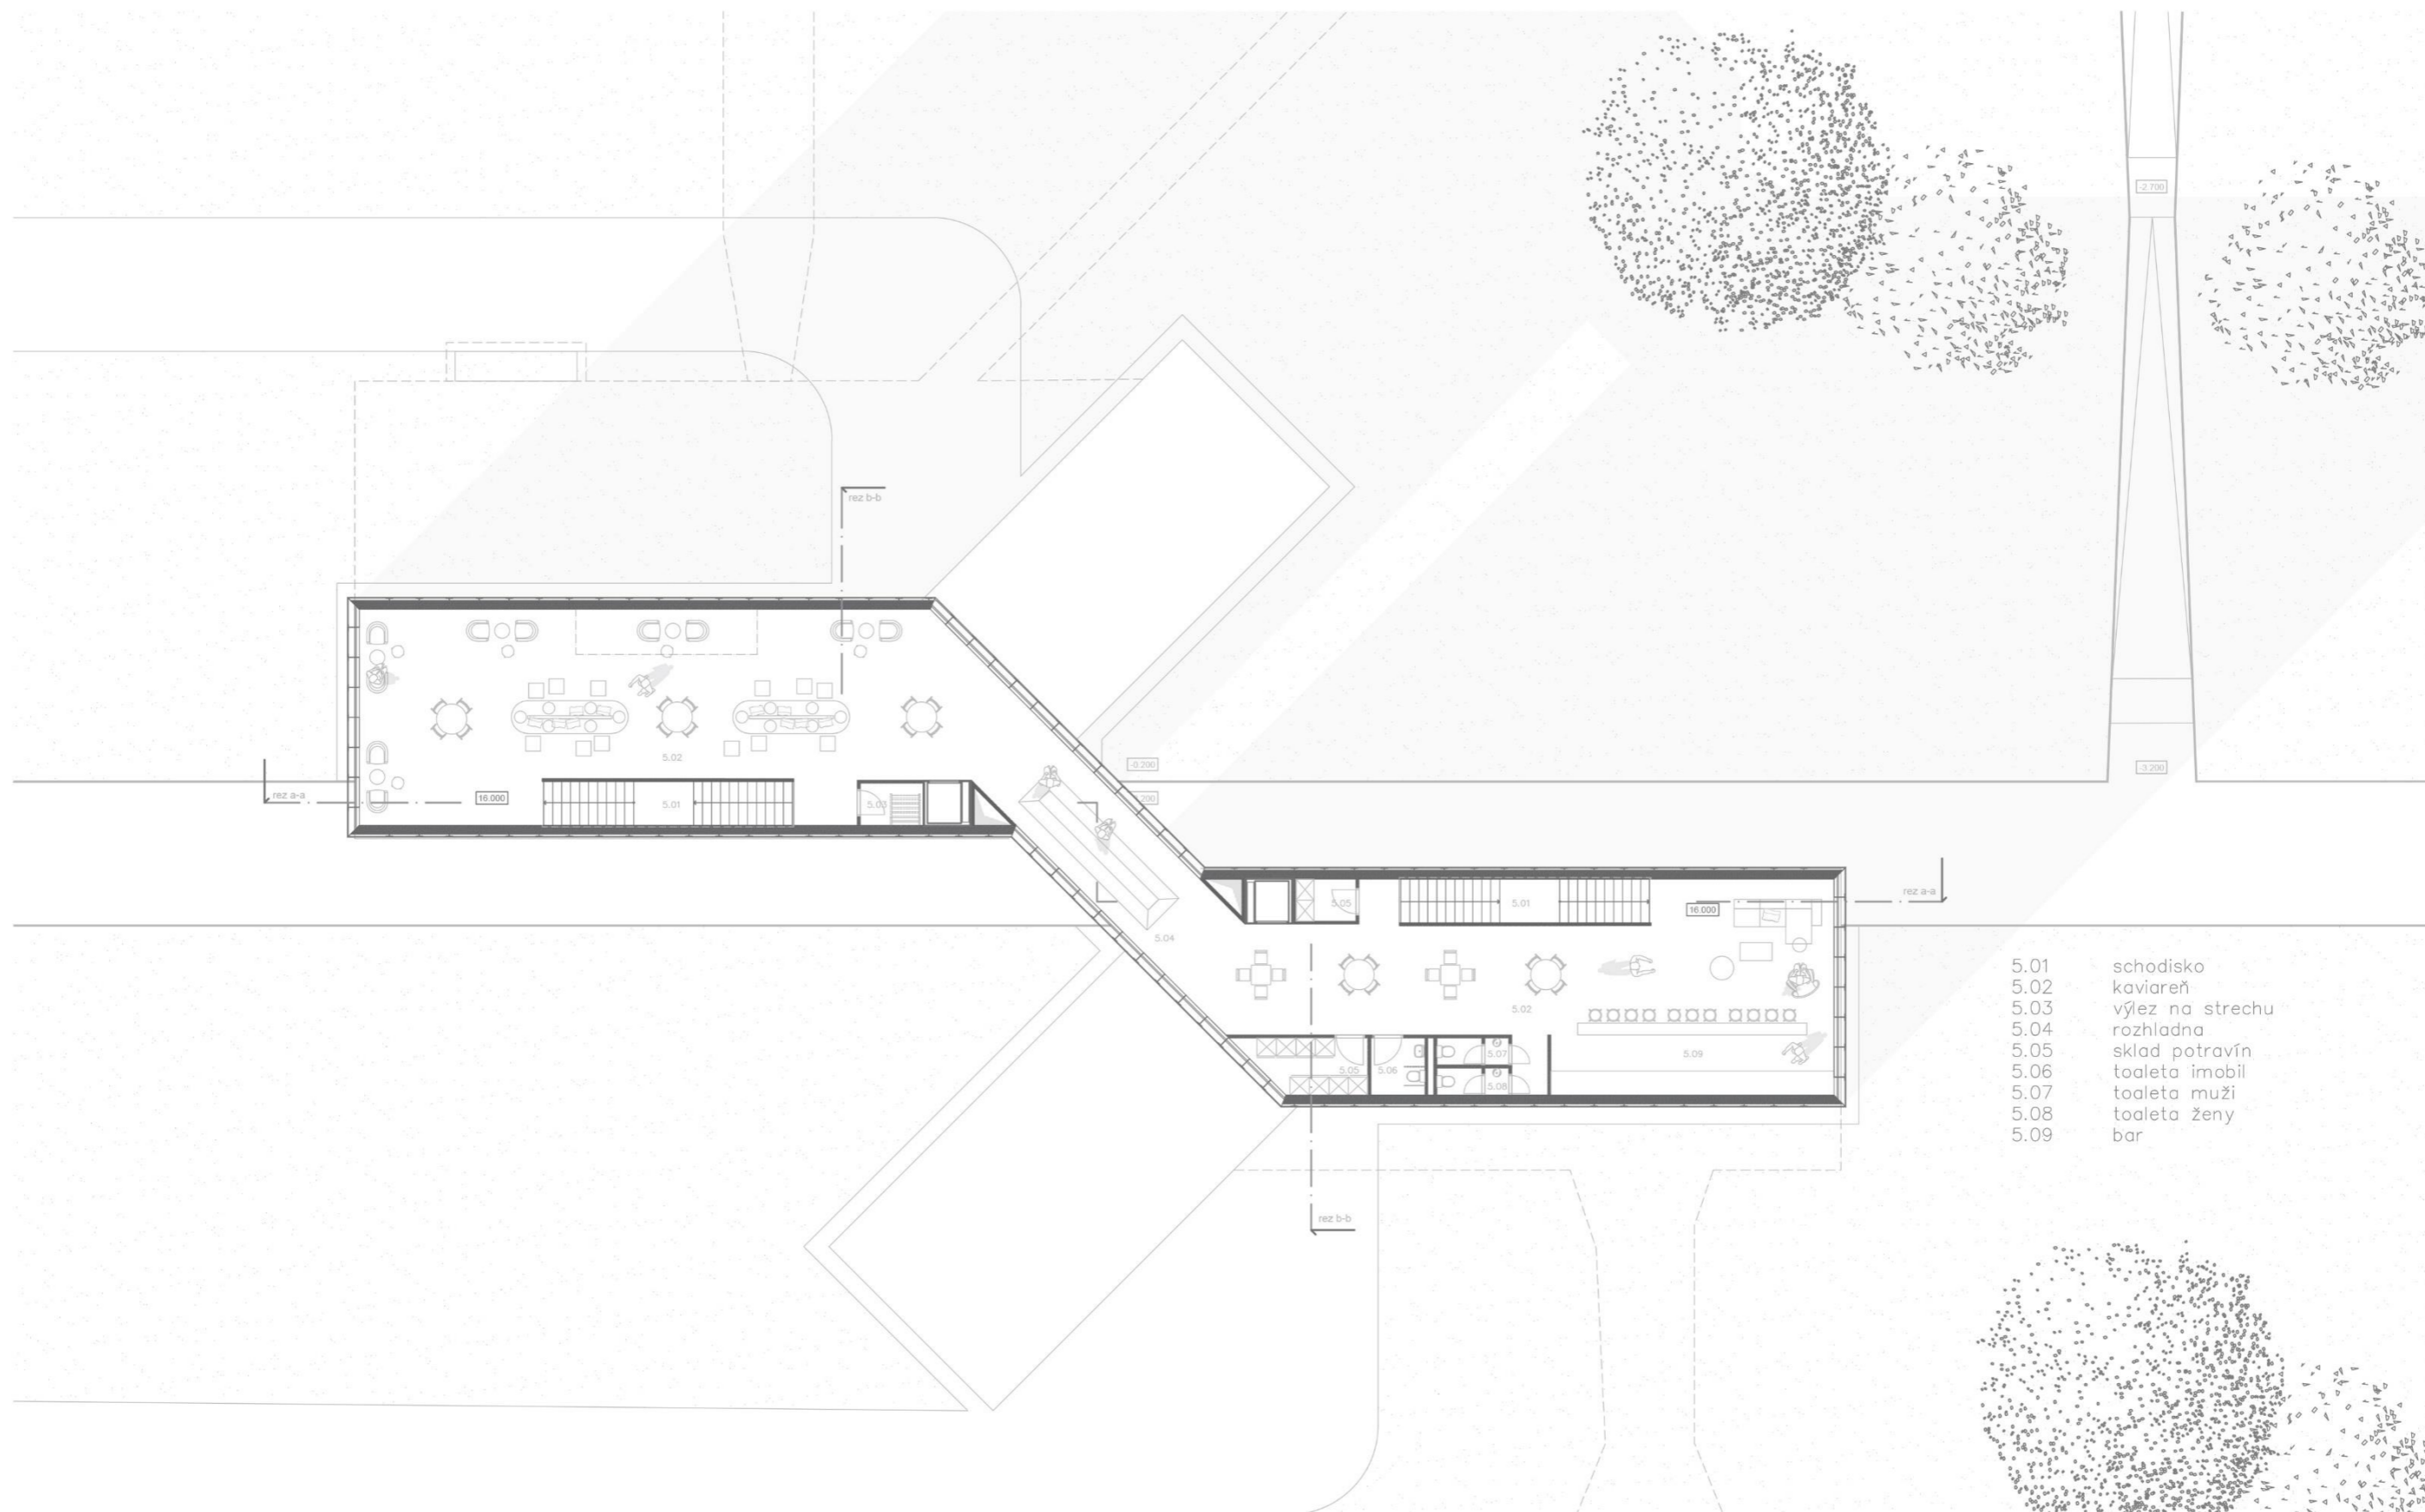 -2 700
rez b-b
-0.200
5.02
-3 200
rez a-a
16.000
5.01
5.03
rez a-a
5.05
5.01
16.000
5.04
5.02
5.09
5.05
5.06
5.07
5.08
rez b-b
5.01 schodisko
5.02 kaviareň
5.03 výlez na strechu
5.04 rozhladna
5.05 sklad potravín
5.06 toaleta imobil
5.07 toaleta muži
5.08 toaleta ženy
5.09 bar